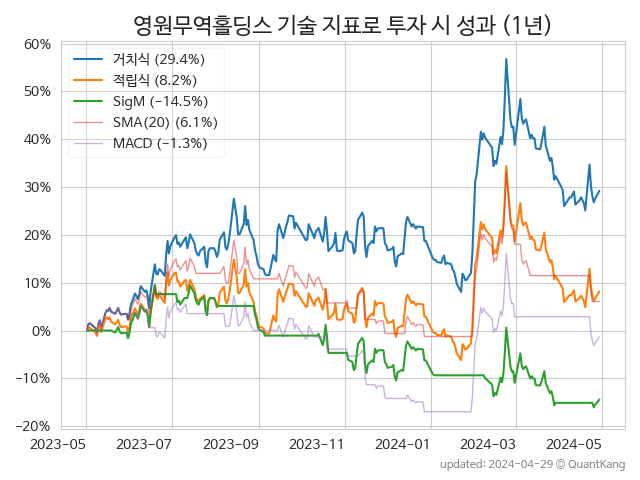 영원무역홀딩스 기술 지표로 투자 시 성과 (1년)
60%
50%
40%
30%
20%
10%
0%
−10%
−20%
거치식 (29.4%)
적립식 (8.2%)
SigM (−14.5%)
SMA(20) (6.1%)
MACD (−1.3%)
2023-05
2023-07
2023-09
2023-11
2024-01
2024-03
2024-05
updated: 2024-04-29 © QuantKang